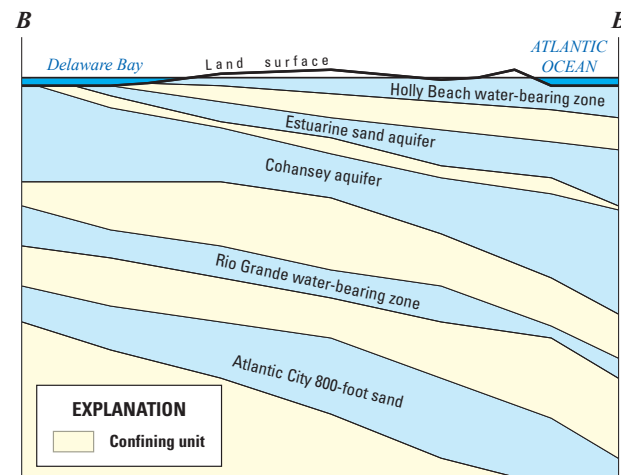 B
B
Delaware Bay
Land surface
ATLANTIC
OCEAN
Holly Beach water-bearing zone
Estuarine sand aquifer
Cohansey aquifer
Rio Grande water-bearing zone
Atlantic City 800-foot sand
EXPLANATION
Confining unit